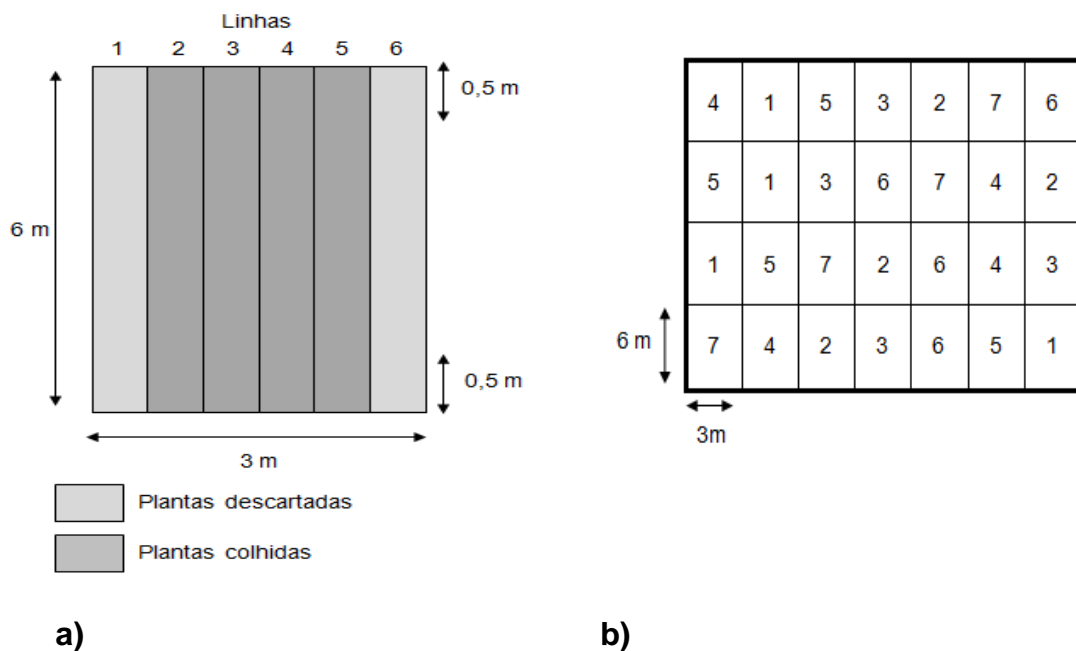 Linhas
1 2 3 4 5 6
0,5 m
6 m
0,5 m
3 m
Plantas descartadas
Plantas colhidas
a)
4 1 5 3 2 7 6
5 1 3 6 7 4 2
1 5 7 2 6 4 3
7 4 2 3 6 5 1
6 m
3m
b)